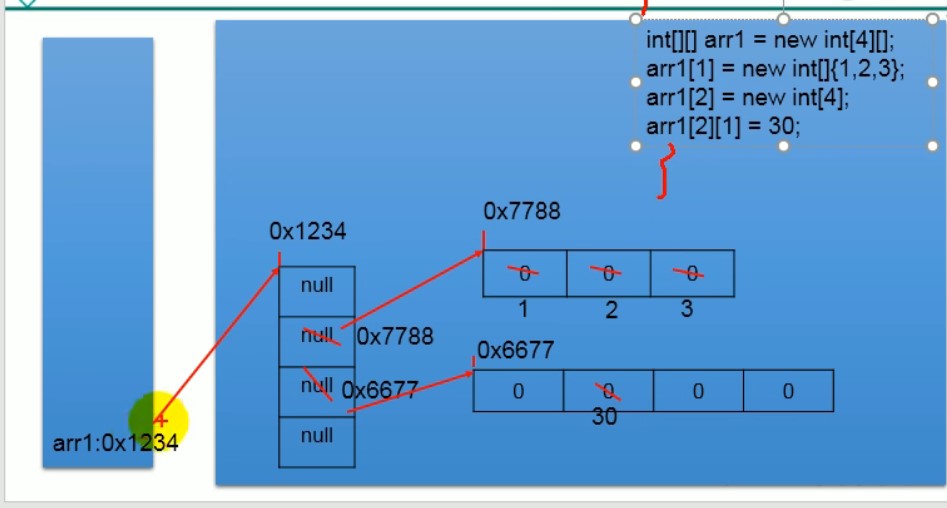 int[][] arr1 = new int[4][];
arr1[1] = new int[]{1,2,3};
arr1[2] = new int[4];
arr1[2][1] = 30;
0x7788
0x1234
null
0 0 0
1 2 3
null 0x7788
0x6677
null 0x6677
0 0 0 0
30
null
arr1:0x1234